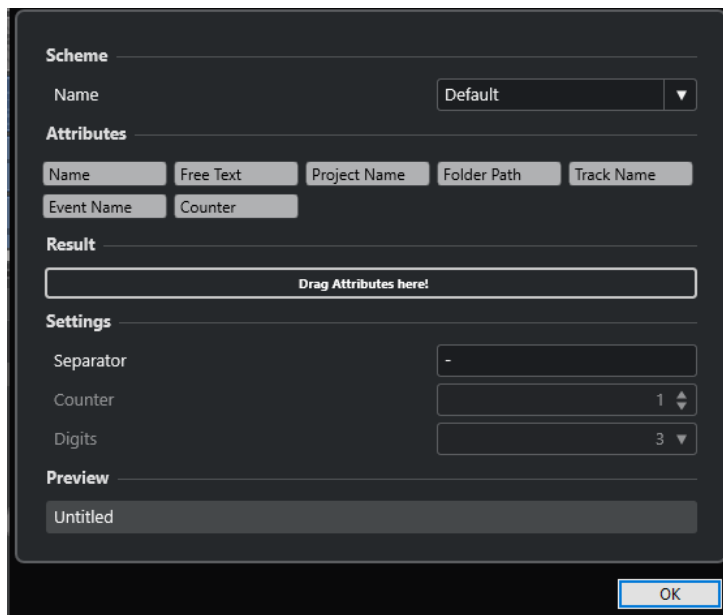 Scheme
Name Default
Attributes
Name Free Text Project Name Folder Path Track Name
Event Name Counter
Result
Drag Attributes here!
Settings
Separator -
Counter 1
Digits 3
Preview
Untitled
OK